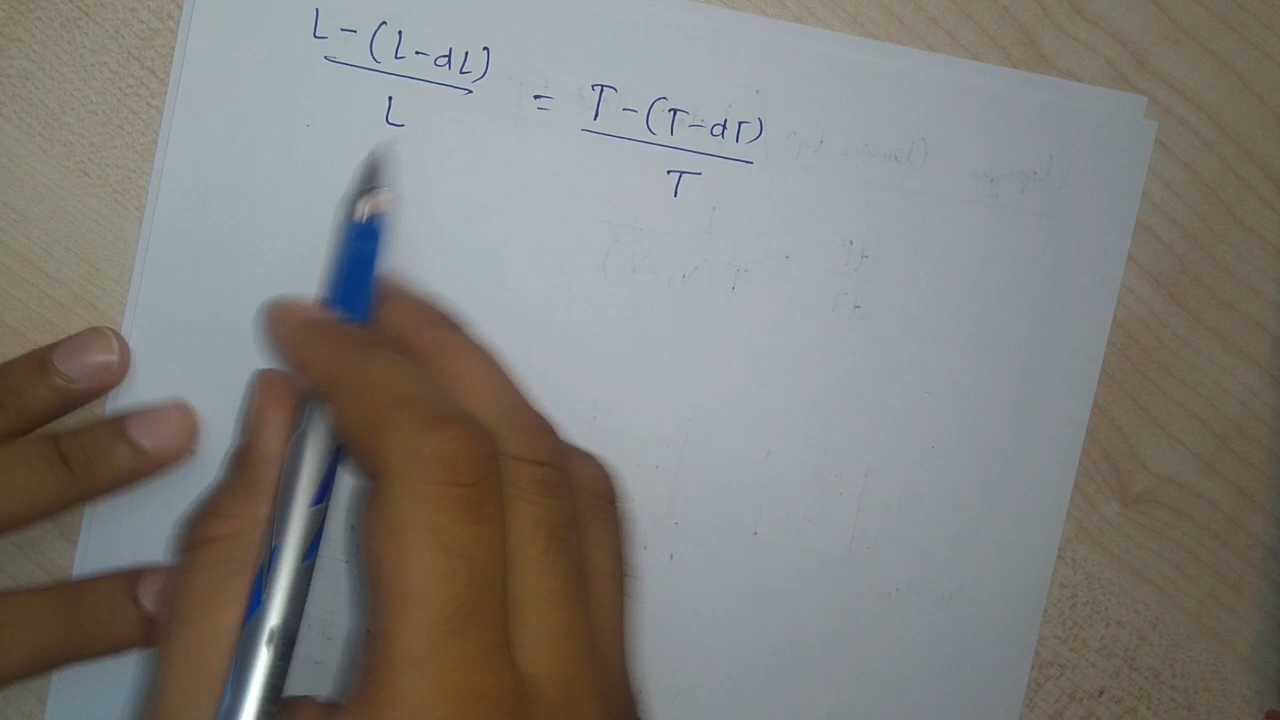 L-(L-dL) / L = T-(T-dT) / T